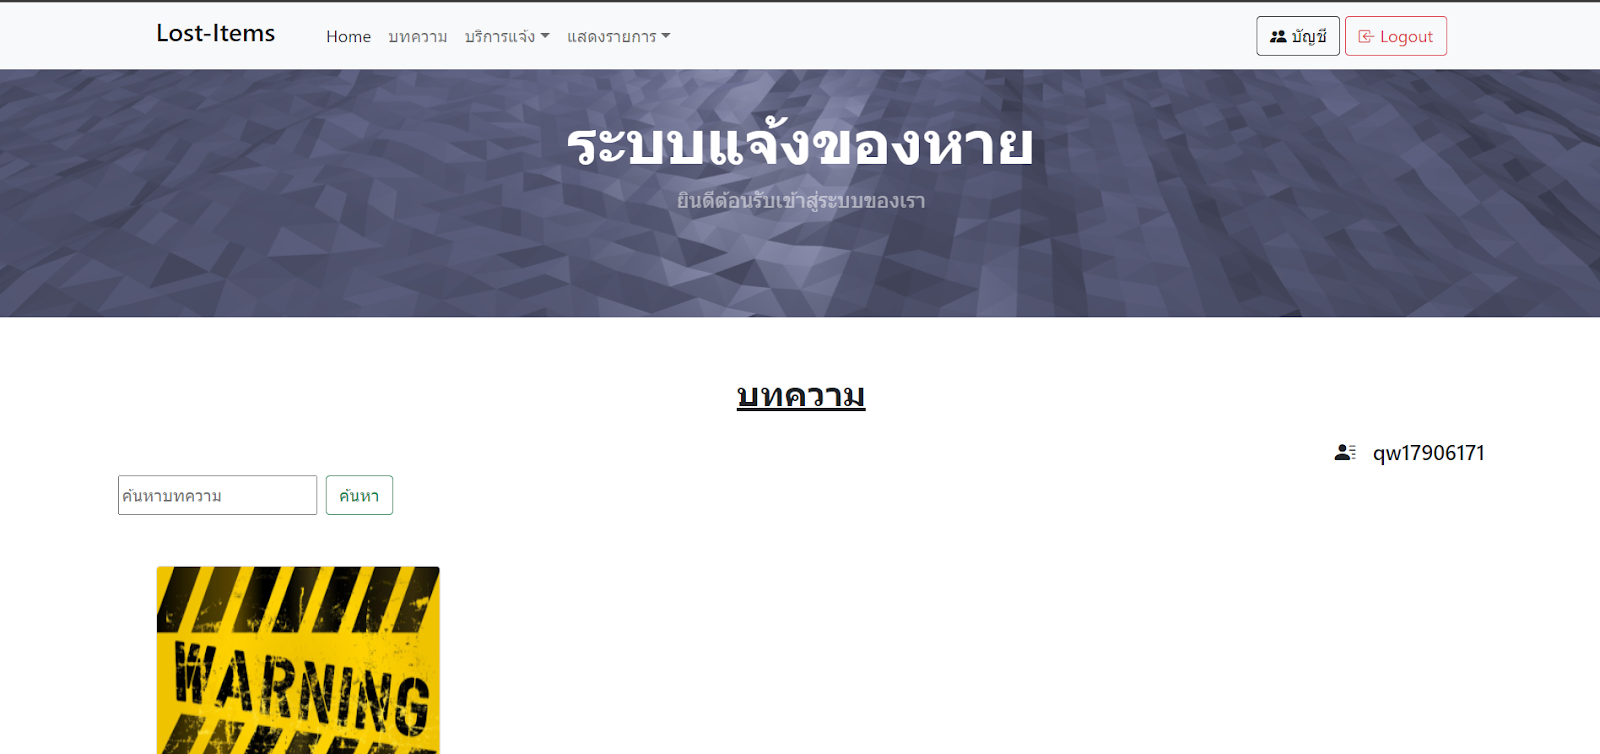 Lost-Items Home บทความ บริการแจ้ง แสดงรายการ บัญชี Logout
ระบบแจ้งของหาย
ยินดีต้อนรับเข้าสู่ระบบของเรา
บทความ
qw17906171
ค้นหาบทความ ค้นหา
WARNING